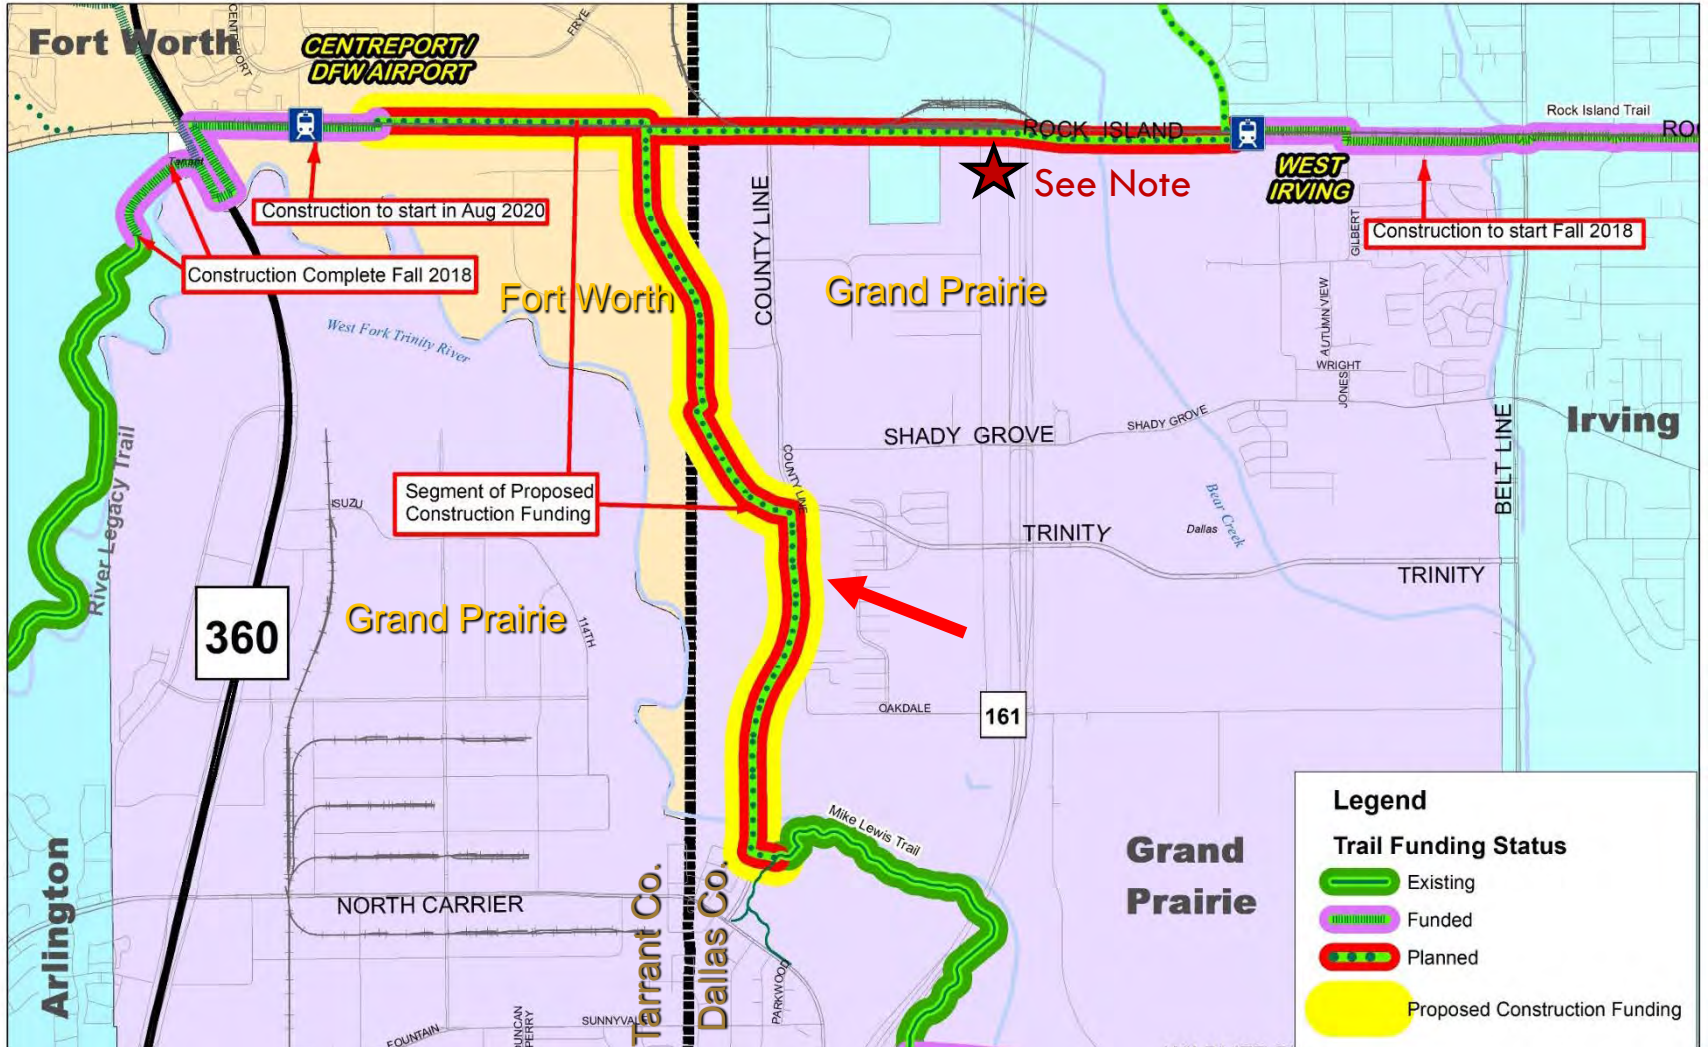 Fort Worth
CENTREPORT
CENTREPORT/
DFW AIRPORT
FRYE
Rock Island Trail
ROCK ISLAND
RO
Tarrant
See Note
WEST
IRVING
Construction to start in Aug 2020
Construction to start Fall 2018
GILBERT
Construction Complete Fall 2018
COUNTY LINE
Fort Worth
Grand Prairie
West Fork Trinity River
AUTUMN VIEW
WRIGHT
JONES
SHADY GROVE
SHADY GROVE
Irving
BELT LINE
River Legacy Trail
COUNTY LINE
Segment of Proposed
Construction Funding
ISUZU
Bear Creek
TRINITY
Dallas
TRINITY
360
Grand Prairie
114TH
OAKDALE
161
Mike Lewis Trail
Arlington
NORTH CARRIER
Tarrant Co.
Dallas Co.
PARKWOOD
Grand
Prairie
FOUNTAIN
DUNCAN
PERRY
SUNNYVALE
Legend
Trail Funding Status
Existing
Funded
Planned
Proposed Construction Funding